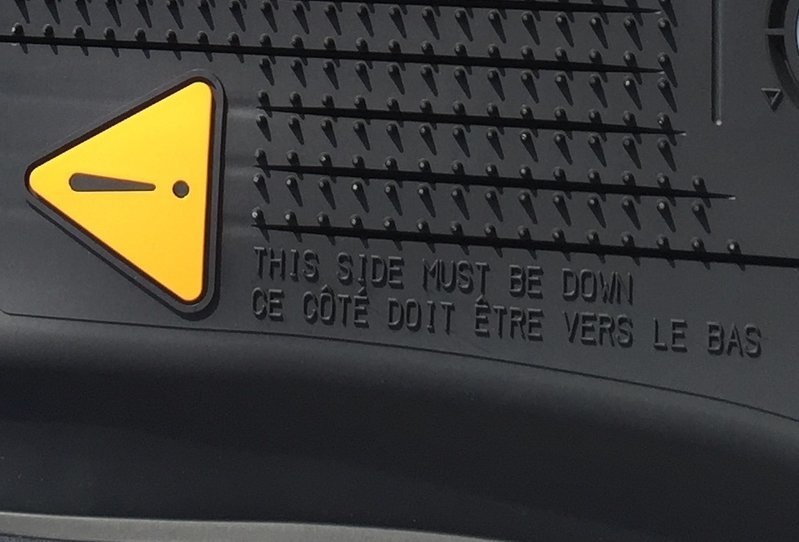 THIS SIDE MUST BE DOWN
CE CÔTÉ DOIT ÊTRE VERS LE BAS